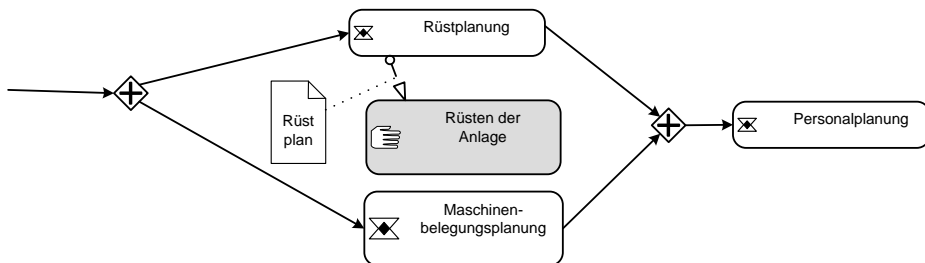 Rüstplanung
Rüst
plan
Rüsten der
Anlage
Personalplanung
Maschinen-
belegungsplanung